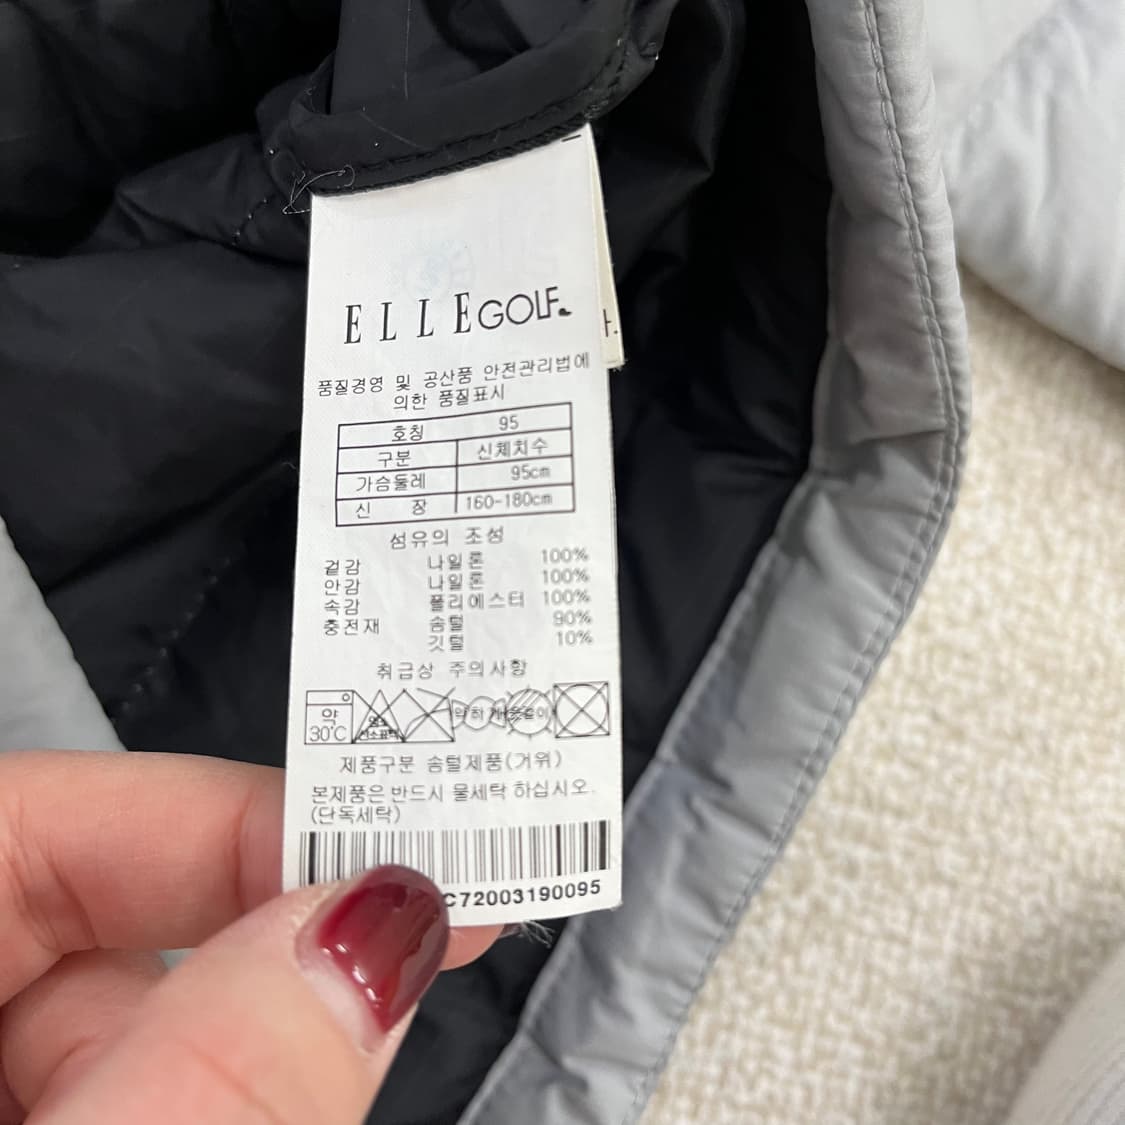 ELLE GOLF
품질경영 및 공산품 안전관리법에
의한 품질표시
호칭 95
구분 신체치수
가슴둘레 95cm
신 장 160-180cm
섬유의 조성
겉감 나일론 100%
안감 나일론 100%
속감 폴리에스터 100%
충전재 솜털 90%
깃털 10%
취급상 주의사항
약 30℃
제품구분 솜털제품(거위)
본제품은 반드시 물세탁 하십시오.
(단독세탁)
C72003190095